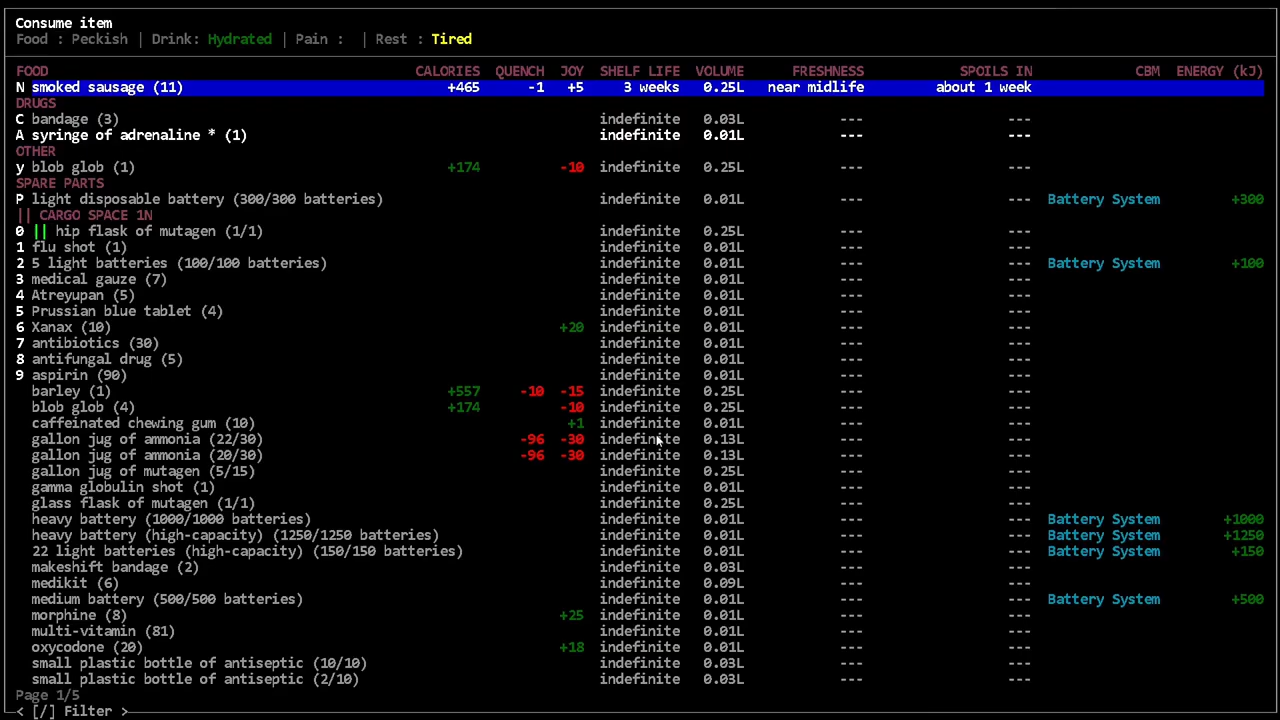 Consume item
Food : Peckish | Drink: Hydrated | Pain :  | Rest : Tired
FOOD CALORIES QUENCH JOY SHELF LIFE VOLUME FRESHNESS SPOILS IN CBM ENERGY (kJ)
N smoked sausage (11) +465 -1 +5 3 weeks 0.25L near midlife about 1 week
DRUGS
C bandage (3) indefinite 0.03L --- ---
A syringe of adrenaline * (1) indefinite 0.01L --- ---
OTHER
y blob glob (1) +174 -10 indefinite 0.25L --- ---
SPARE PARTS
P light disposable battery (300/300 batteries) indefinite 0.01L --- --- Battery System +300
|| CARGO SPACE 1N
0 || hip flask of mutagen (1/1) indefinite 0.25L --- ---
1 flu shot (1) indefinite 0.01L --- ---
2 5 light batteries (100/100 batteries) indefinite 0.01L --- --- Battery System +100
3 medical gauze (7) indefinite 0.01L --- ---
4 Atreyupan (5) indefinite 0.01L --- ---
5 Prussian blue tablet (4) indefinite 0.01L --- ---
6 Xanax (10) +20 indefinite 0.01L --- ---
7 antibiotics (30) indefinite 0.01L --- ---
8 antifungal drug (5) indefinite 0.01L --- ---
9 aspirin (90) indefinite 0.01L --- ---
barley (1) +557 -10 -15 indefinite 0.25L --- ---
blob glob (4) +174 -10 indefinite 0.25L --- ---
caffeinated chewing gum (10) +1 indefinite 0.01L --- ---
gallon jug of ammonia (22/30) -96 -30 indefinite 0.13L --- ---
gallon jug of ammonia (20/30) -96 -30 indefinite 0.13L --- ---
gallon jug of mutagen (5/15) indefinite 0.25L --- ---
gamma globulin shot (1) indefinite 0.01L --- ---
glass flask of mutagen (1/1) indefinite 0.25L --- ---
heavy battery (1000/1000 batteries) indefinite 0.01L --- --- Battery System +1000
heavy battery (high-capacity) (1250/1250 batteries) indefinite 0.01L --- --- Battery System +1250
22 light batteries (high-capacity) (150/150 batteries) indefinite 0.01L --- --- Battery System +150
makeshift bandage (2) indefinite 0.03L --- ---
medikit (6) indefinite 0.09L --- ---
medium battery (500/500 batteries) indefinite 0.01L --- --- Battery System +500
morphine (8) +25 indefinite 0.01L --- ---
multi-vitamin (81) indefinite 0.01L --- ---
oxycodone (20) +18 indefinite 0.01L --- ---
small plastic bottle of antiseptic (10/10) indefinite 0.03L --- ---
small plastic bottle of antiseptic (2/10) indefinite 0.03L --- ---
Page 1/5
< [/] Filter >